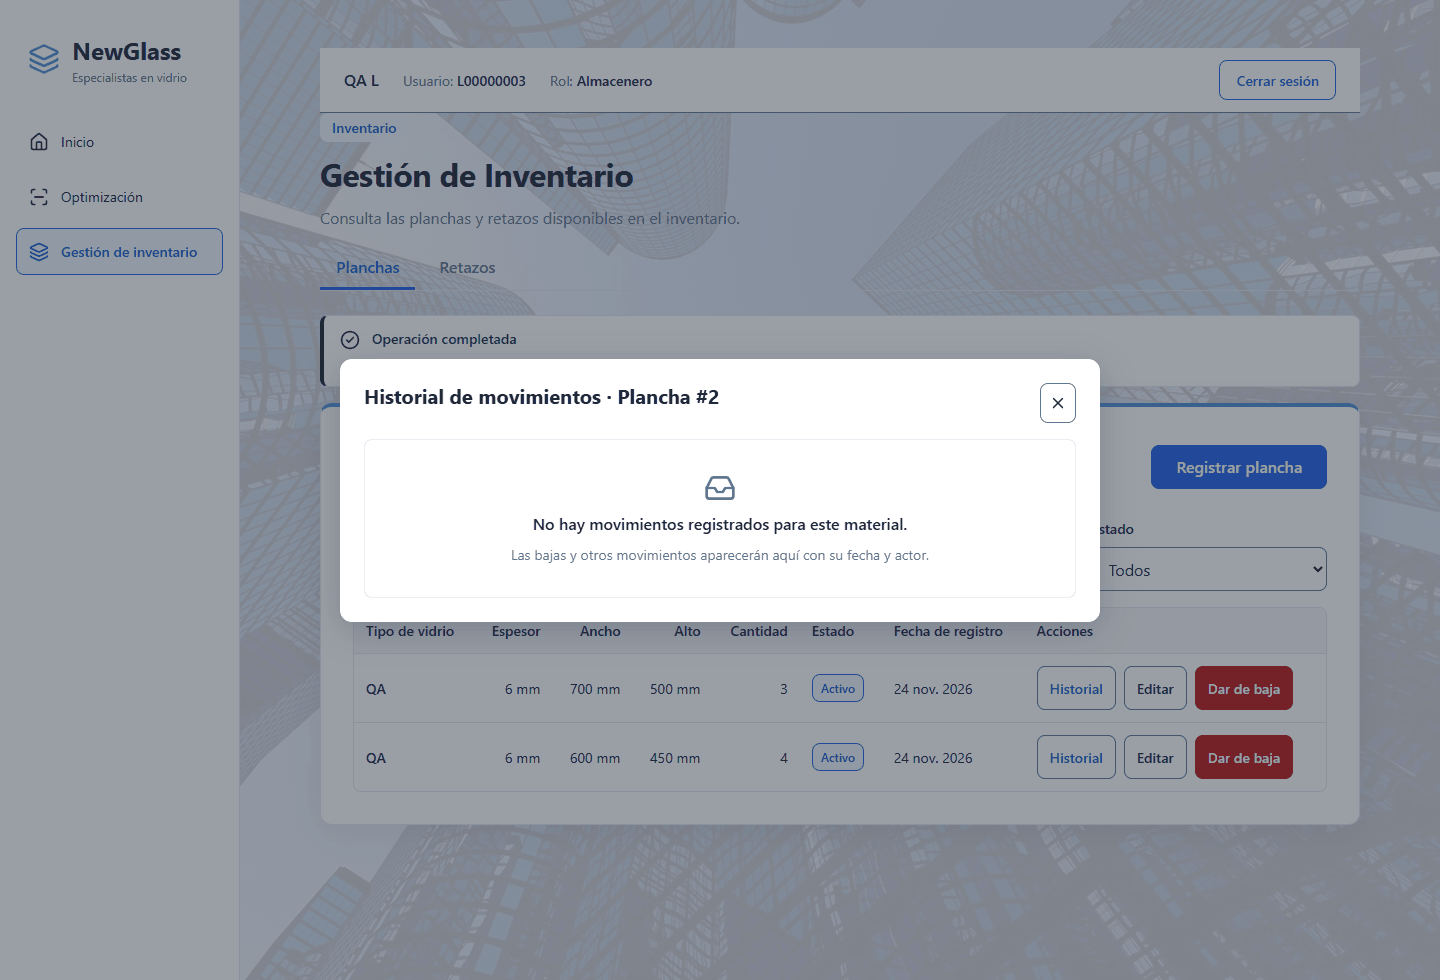 NewGlass
Especialistas en vidrio
Inicio
Optimización
Gestión de inventario
QA L Usuario: L00000003 Rol: Almacenero Cerrar sesión
Inventario
Gestión de Inventario
Consulta las planchas y retazos disponibles en el inventario.
Planchas Retazos
Operación completada
Historial de movimientos · Plancha #2
No hay movimientos registrados para este material.
Las bajas y otros movimientos aparecerán aquí con su fecha y actor.
Registrar plancha
stado
Todos
Tipo de vidrio Espesor Ancho Alto Cantidad Estado Fecha de registro Acciones
QA 6 mm 700 mm 500 mm 3 Activo 24 nov. 2026 Historial Editar Dar de baja
QA 6 mm 600 mm 450 mm 4 Activo 24 nov. 2026 Historial Editar Dar de baja